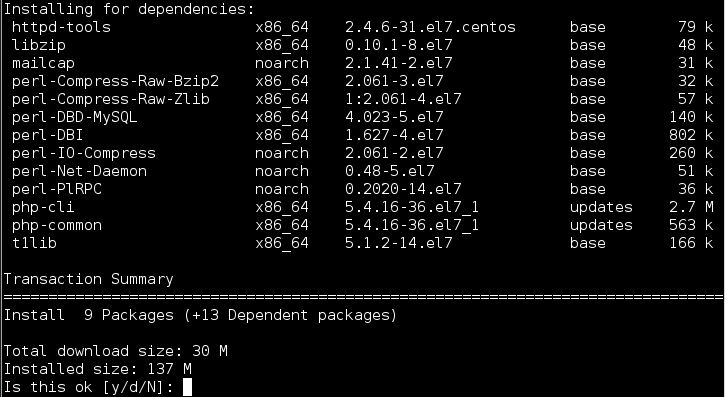 Installing for dependencies:
httpd-tools x86_64 2.4.6-31.el7.centos base 79 k
libzip x86_64 0.10.1-8.el7 base 48 k
mailcap noarch 2.1.41-2.el7 base 31 k
perl-Compress-Raw-Bzip2 x86_64 2.061-3.el7 base 32 k
perl-Compress-Raw-Zlib x86_64 1:2.061-4.el7 base 57 k
perl-DBD-MySQL x86_64 4.023-5.el7 base 140 k
perl-DBI x86_64 1.627-4.el7 base 802 k
perl-IO-Compress noarch 2.061-2.el7 base 260 k
perl-Net-Daemon noarch 0.48-5.el7 base 51 k
perl-PlRPC noarch 0.2020-14.el7 base 36 k
php-cli x86_64 5.4.16-36.el7_1 updates 2.7 M
php-common x86_64 5.4.16-36.el7_1 updates 563 k
t1lib x86_64 5.1.2-14.el7 base 166 k
Transaction Summary
================================================================================
Install  9 Packages (+13 Dependent packages)
Total download size: 30 M
Installed size: 137 M
Is this ok [y/d/N]: